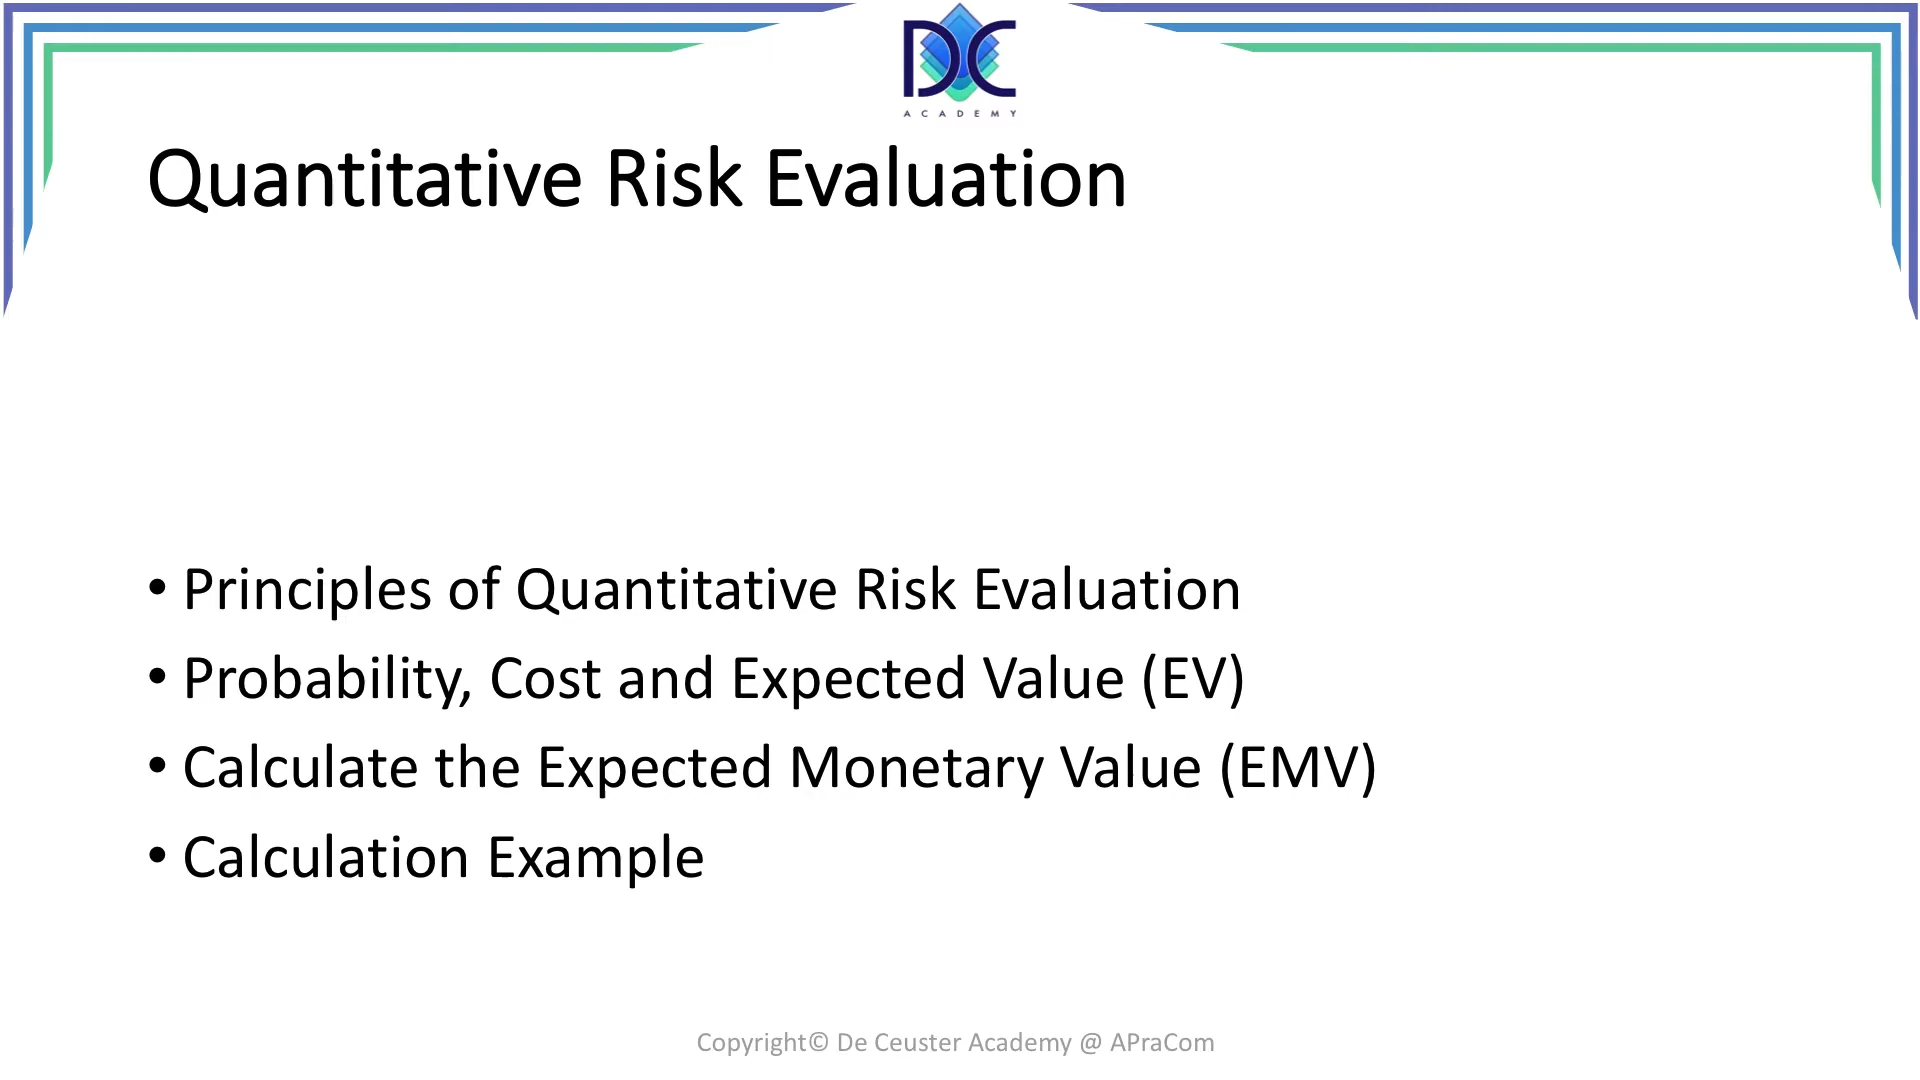 DC
ACADEMY
Quantitative Risk Evaluation
• Principles of Quantitative Risk Evaluation
• Probability, Cost and Expected Value (EV)
• Calculate the Expected Monetary Value (EMV)
• Calculation Example
Copyright© De Ceuster Academy @ APraCom